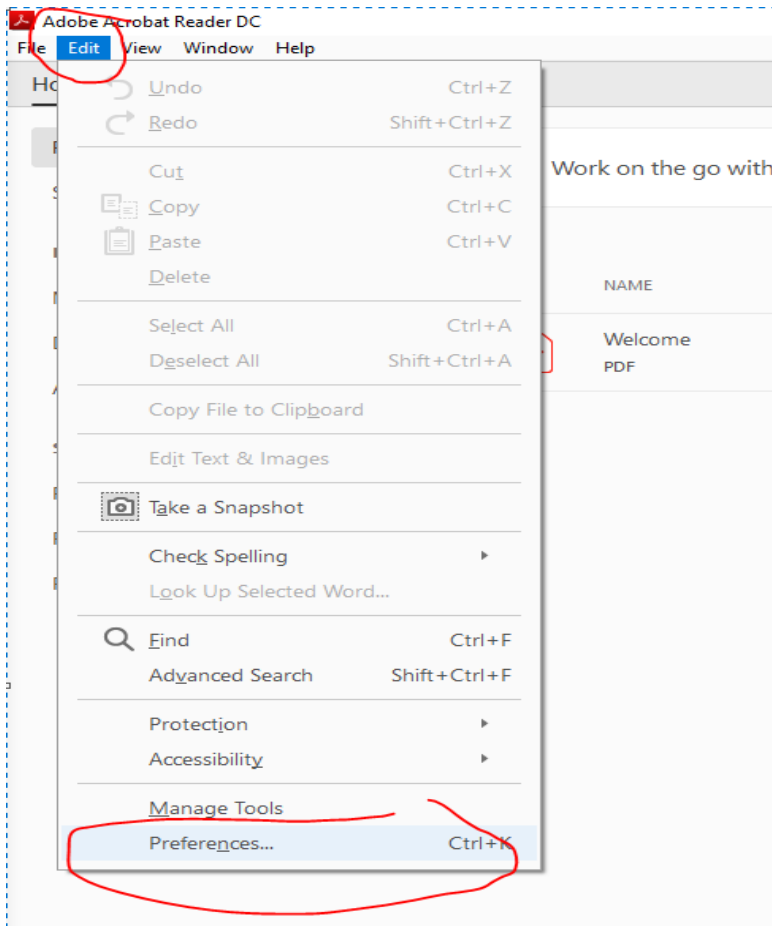 Adobe Acrobat Reader DC
File Edit View Window Help
Undo Ctrl+Z
Redo Shift+Ctrl+Z
Cut Ctrl+X
Work on the go with
Copy Ctrl+C
Paste Ctrl+V
Delete
NAME
Select All Ctrl+A
Welcome
Deselect All Shift+Ctrl+A
PDF
Copy File to Clipboard
Edit Text & Images
Take a Snapshot
Check Spelling
Look Up Selected Word...
Find Ctrl+F
Advanced Search Shift+Ctrl+F
Protection
Accessibility
Manage Tools
Preferences... Ctrl+K